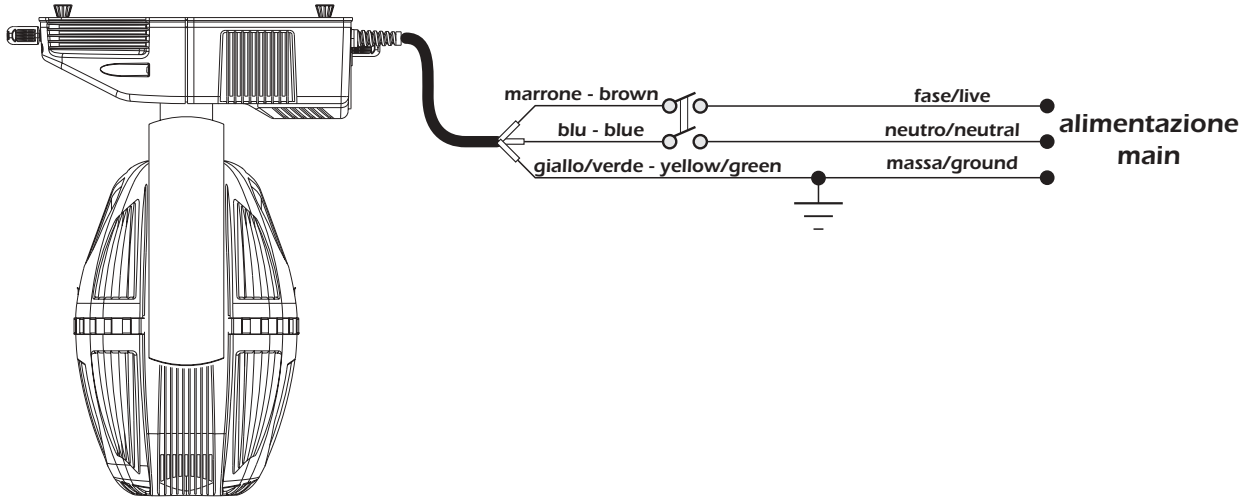 marrone - brown
fase/live
blu - blue
neutro/neutral
giallo/verde - yellow/green
massa/ground
alimentazione
main